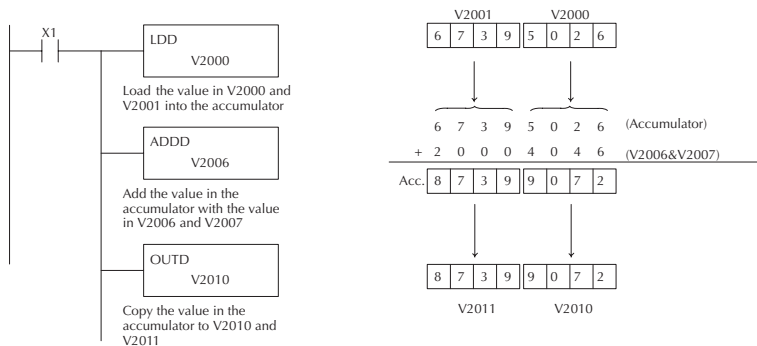 X1
LDD
V2000
Load the value in V2000 and
V2001 into the accumulator
ADDD
V2006
Add the value in the
accumulator with the value
in V2006 and V2007
OUTD
V2010
Copy the value in the
accumulator to V2010 and
V2011
V2001 V2000
6 7 3 9 5 0 2 6
6 7 3 9 5 0 2 6 (Accumulator)
+ 2 0 0 0 4 0 4 6 (V2006&V2007)
Acc. 8 7 3 9 9 0 7 2
8 7 3 9 9 0 7 2
V2011 V2010